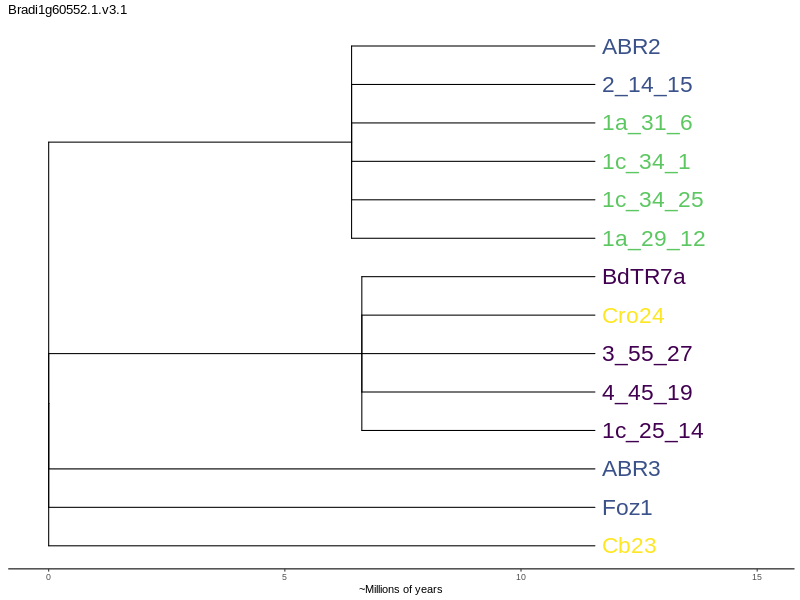 Bradi1g60552.1.v3.1
ABR2
2_14_15
1a_31_6
1c_34_1
1c_34_25
1a_29_12
BdTR7a
Cro24
3_55_27
4_45_19
1c_25_14
ABR3
Foz1
Cb23
0 5 10 15
~Millions of years